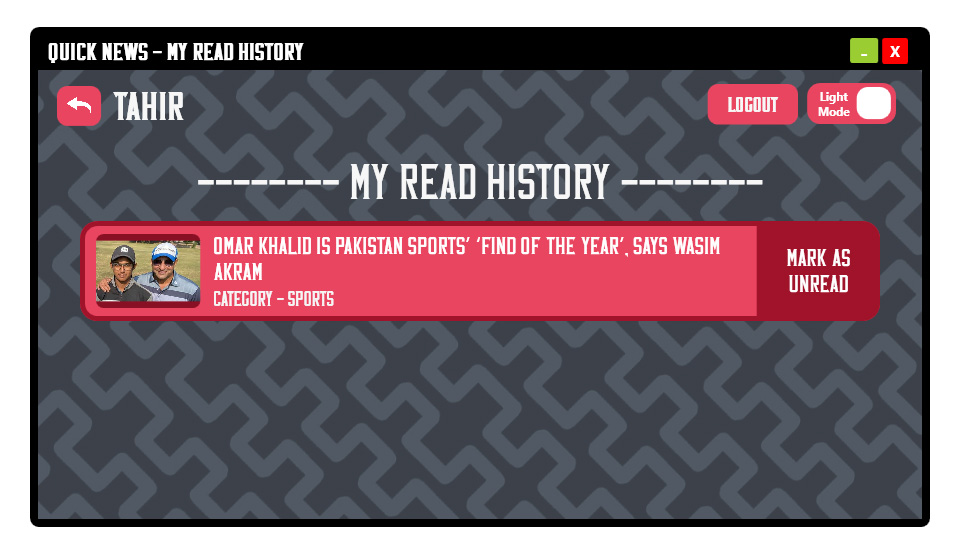 QUICK NEWS - MY READ HISTORY
_ X
TAHIR
LOGOUT
Light
Mode
-------- MY READ HISTORY --------
OMAR KHALID IS PAKISTAN SPORTS’ ‘FIND OF THE YEAR’, SAYS WASIM
AKRAM
CATEGORY - SPORTS
MARK AS
UNREAD